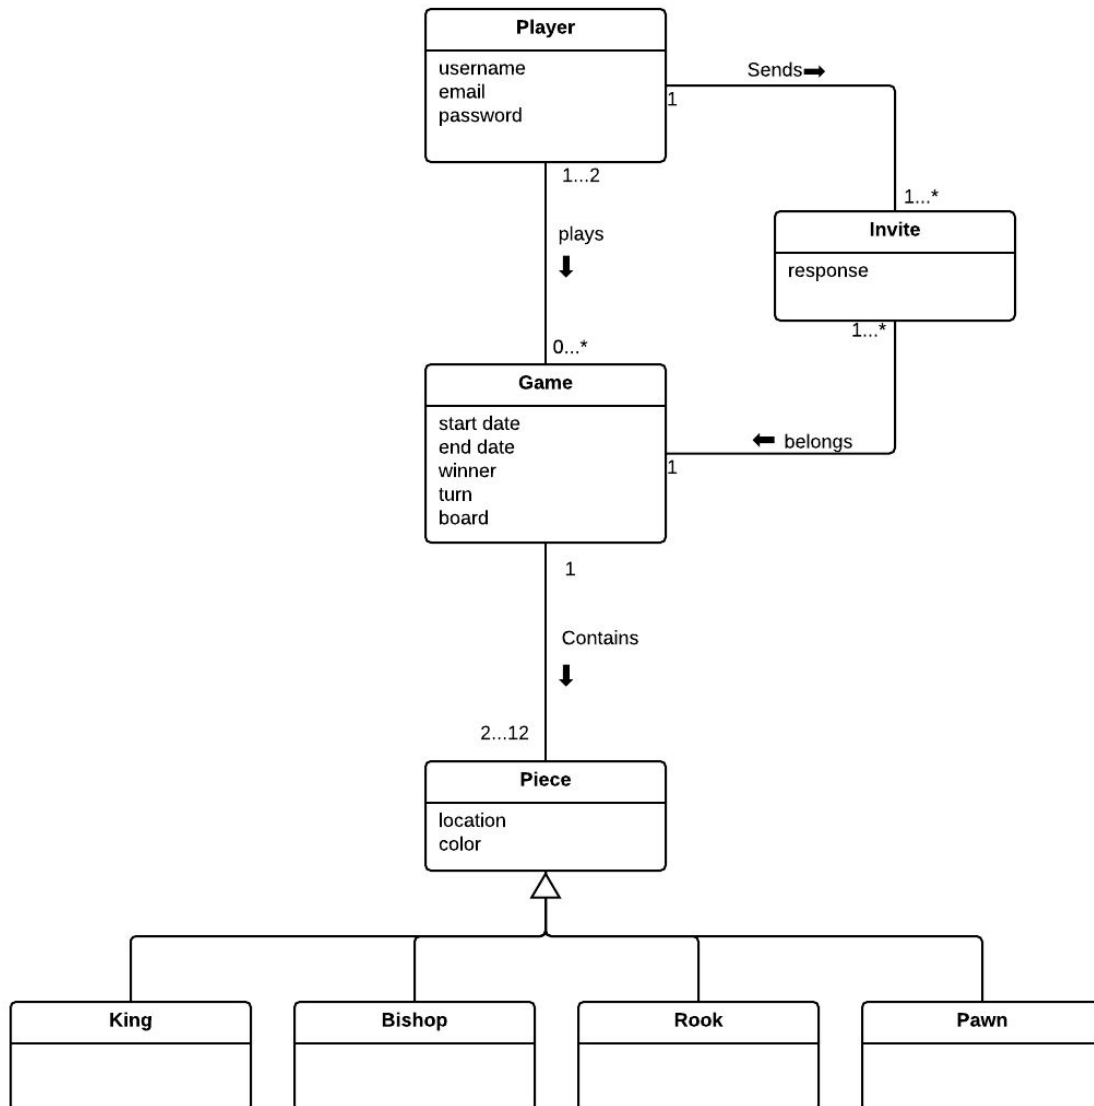 Player
username
email
password
Sends
1
1...*
1...2
plays
Invite
response
1...*
0...*
Game
start date
end date
winner
turn
board
belongs
1
1
Contains
2...12
Piece
location
color
King
Bishop
Rook
Pawn